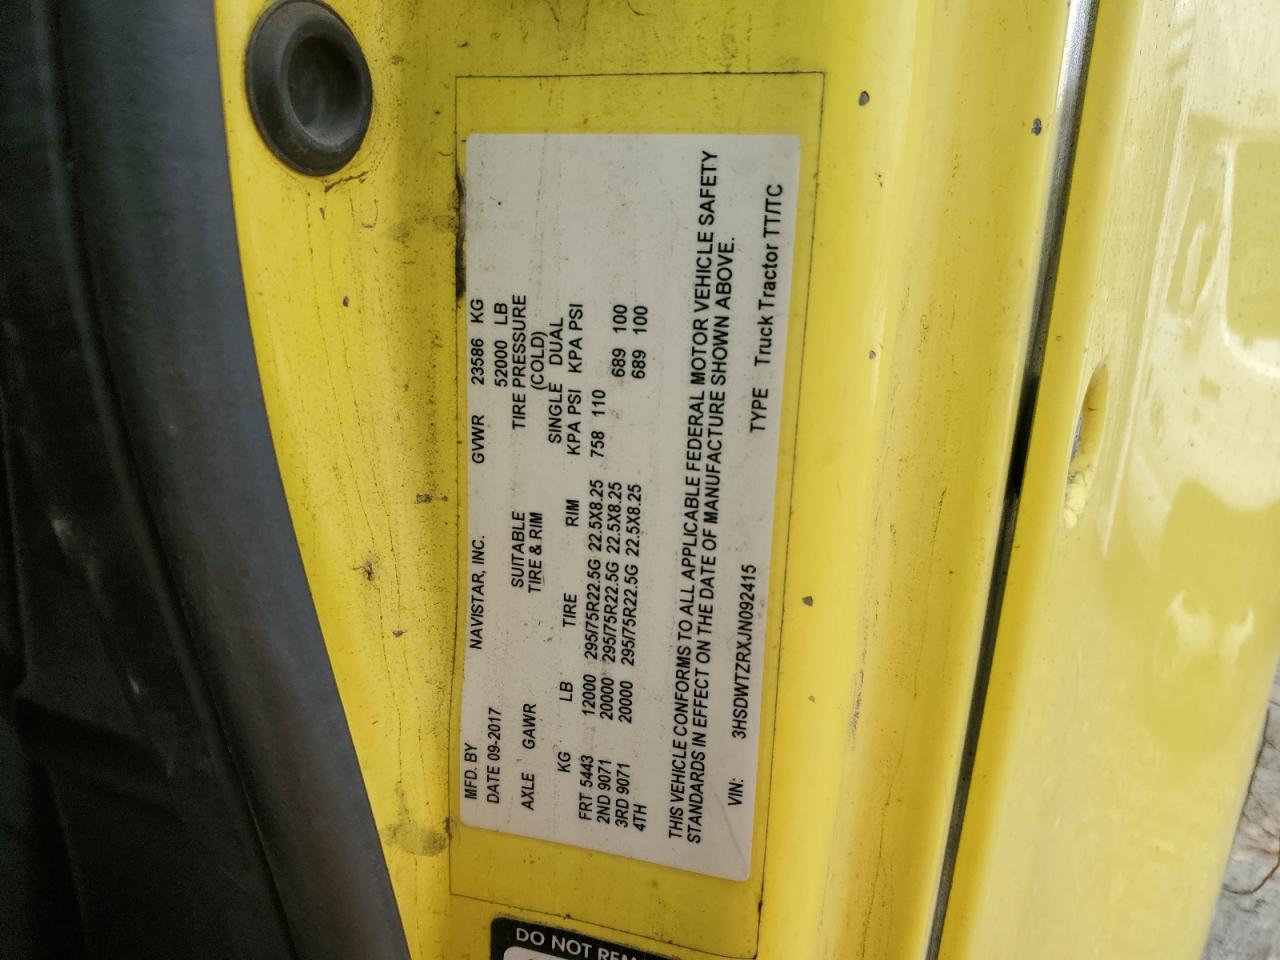 MFD. BY NAVISTAR, INC. GVWR 23586 KG
DATE 09-2017 52000 LB
AXLE GAWR SUITABLE TIRE & RIM TIRE PRESSURE (COLD)
SINGLE DUAL
KG LB TIRE RIM KPA PSI KPA PSI
FRT 5443 12000 295/75R22.5G 22.5X8.25 758 110
2ND 9071 20000 295/75R22.5G 22.5X8.25 689 100
3RD 9071 20000 295/75R22.5G 22.5X8.25 689 100
4TH
THIS VEHICLE CONFORMS TO ALL APPLICABLE FEDERAL MOTOR VEHICLE SAFETY
STANDARDS IN EFFECT ON THE DATE OF MANUFACTURE SHOWN ABOVE.
VIN: 3HSDWTZRXJN092415 TYPE Truck Tractor TT/TC
DO NOT